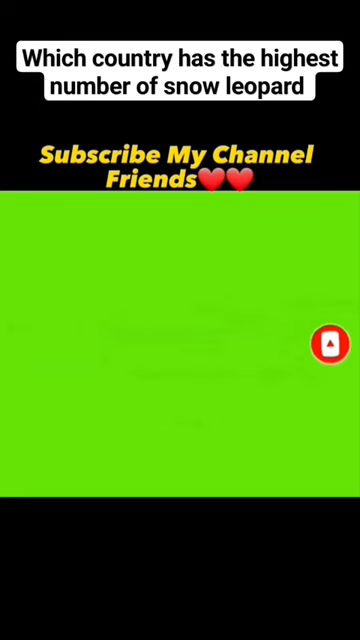 Which country has the highest
number of snow leopard
Subscribe My Channel
Friends❤️❤️